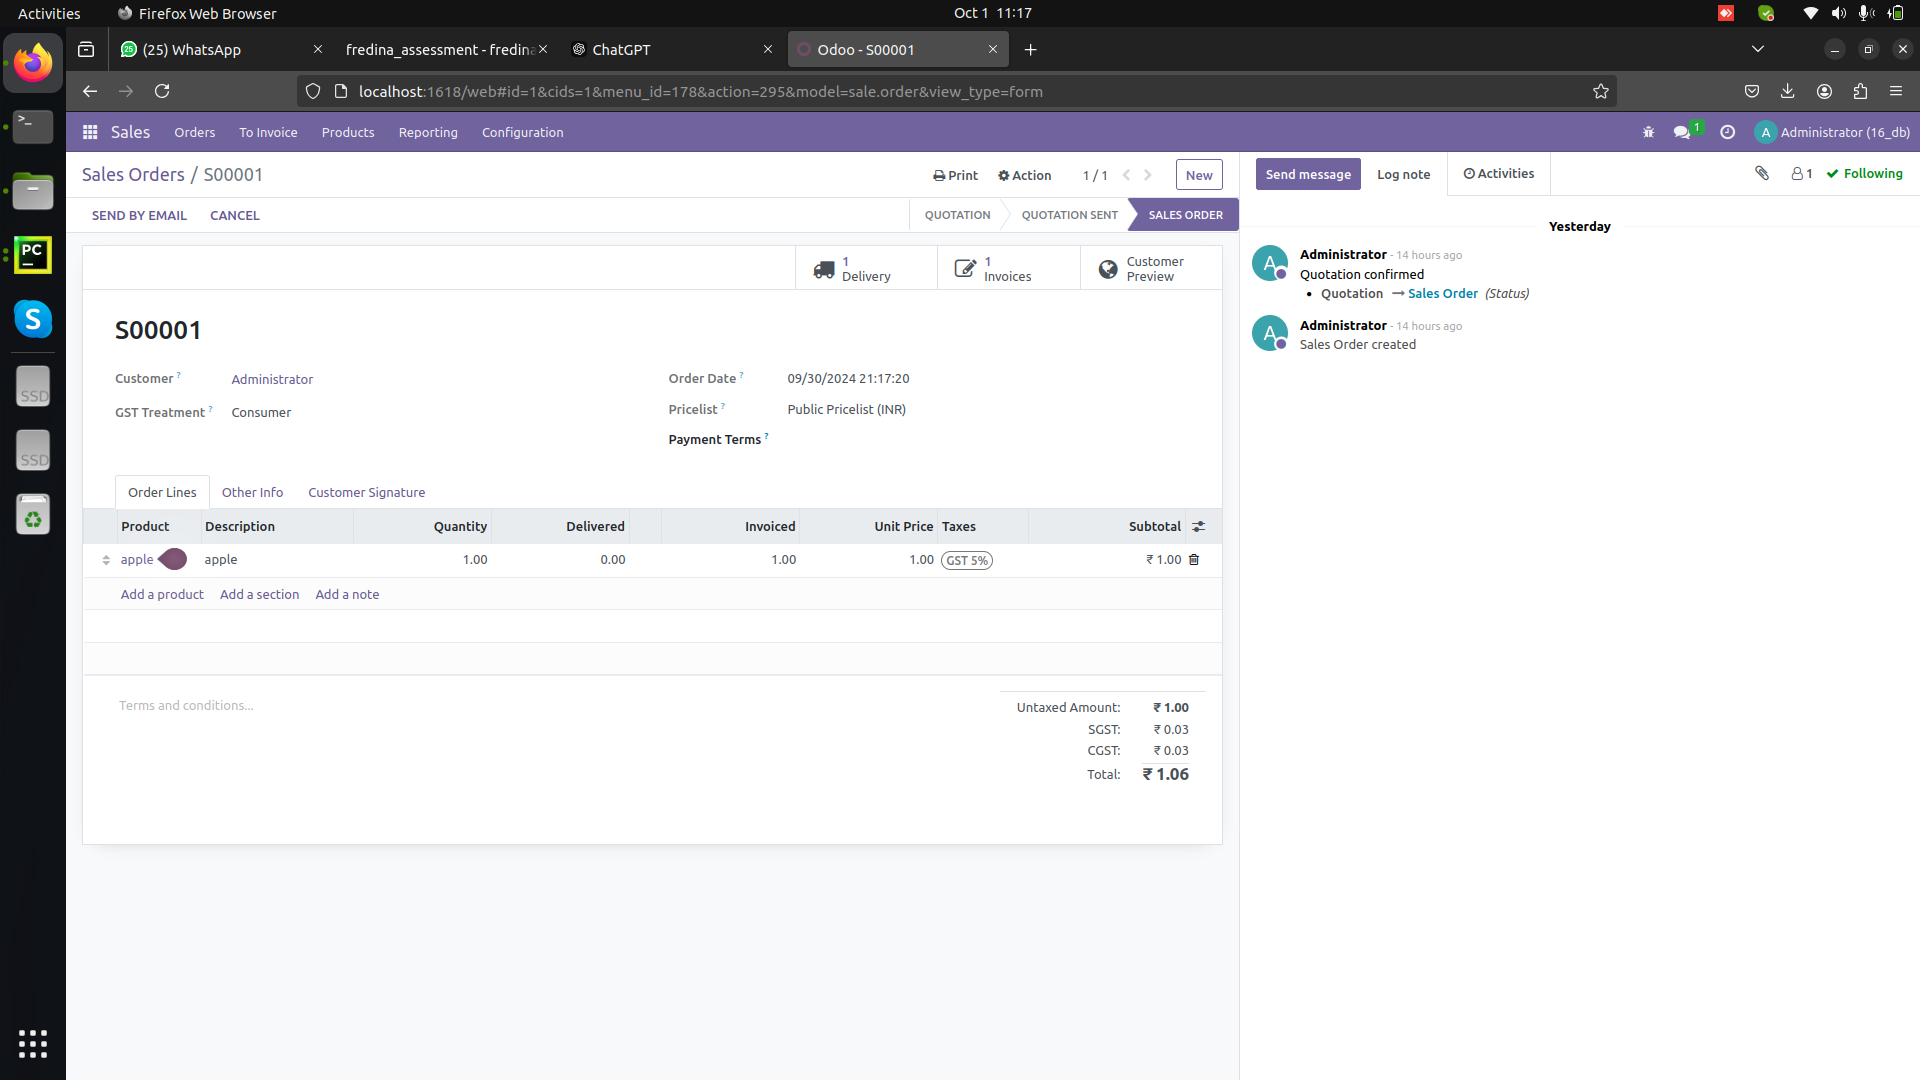 Activities
Firefox Web Browser
Oct 1 11:17
25
(25) WhatsApp
fredina_assessment - fredina
ChatGPT
Odoo - S00001
localhost:1618/web#id=1&cids=1&menu_id=178&action=295&model=sale.order&view_type=form
Sales
Orders
To Invoice
Products
Reporting
Configuration
1
A
Administrator (16_db)
Sales Orders / S00001
Print
Action
1 / 1
New
SEND BY EMAIL
CANCEL
QUOTATION
QUOTATION SENT
SALES ORDER
1
Delivery
1
Invoices
Customer
Preview
S00001
Customer ?
Administrator
GST Treatment ?
Consumer
Order Date ?
09/30/2024 21:17:20
Pricelist ?
Public Pricelist (INR)
Payment Terms ?
Order Lines
Other Info
Customer Signature
Product Description Quantity Delivered Invoiced Unit Price Taxes Subtotal
apple apple 1.00 0.00 1.00 1.00 GST 5% ₹ 1.00
Add a product
Add a section
Add a note
Terms and conditions...
Untaxed Amount: ₹ 1.00
SGST: ₹ 0.03
CGST: ₹ 0.03
Total: ₹ 1.06
Send message
Log note
Activities
1
Following
Yesterday
A
Administrator - 14 hours ago
Quotation confirmed
• Quotation → Sales Order (Status)
A
Administrator - 14 hours ago
Sales Order created
>_
PC
S
SSD
SSD